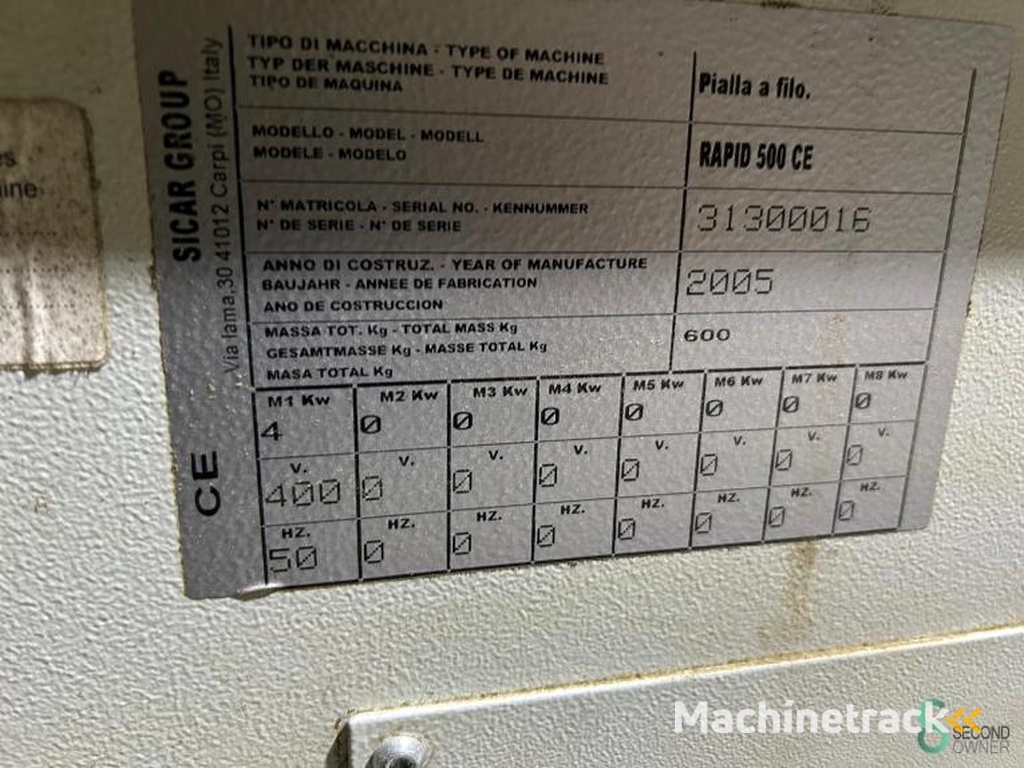 SICAR GROUP
Via lama,30 41012 Carpi (MO) Italy
CE
TIPO DI MACCHINA - TYPE OF MACHINE
TYP DER MASCHINE - TYPE DE MACHINE
TIPO DE MAQUINA
Pialla a filo.
MODELLO - MODEL - MODELL
MODELE - MODELO
RAPID 500 CE
N° MATRICOLA - SERIAL NO. - KENNUMMER
N° DE SERIE - N° DE SERIE
31300016
ANNO DI COSTRUZ. - YEAR OF MANUFACTURE
BAUJAHR - ANNEE DE FABRICATION
ANO DE COSTRUCCION
2005
MASSA TOT. Kg - TOTAL MASS Kg
GESAMTMASSE Kg - MASSE TOTAL Kg
MASA TOTAL Kg
600
M1 Kw M2 Kw M3 Kw M4 Kw M5 Kw M6 Kw M7 Kw M8 Kw
4 0 0 0 0 0 0 0
V. V. V. V. V. V. V. V.
400 0 0 0 0 0 0 0
HZ. HZ. HZ. HZ. HZ. HZ. HZ. HZ.
50 0 0 0 0 0 0 0
Machinetrack
SECOND
OWNER